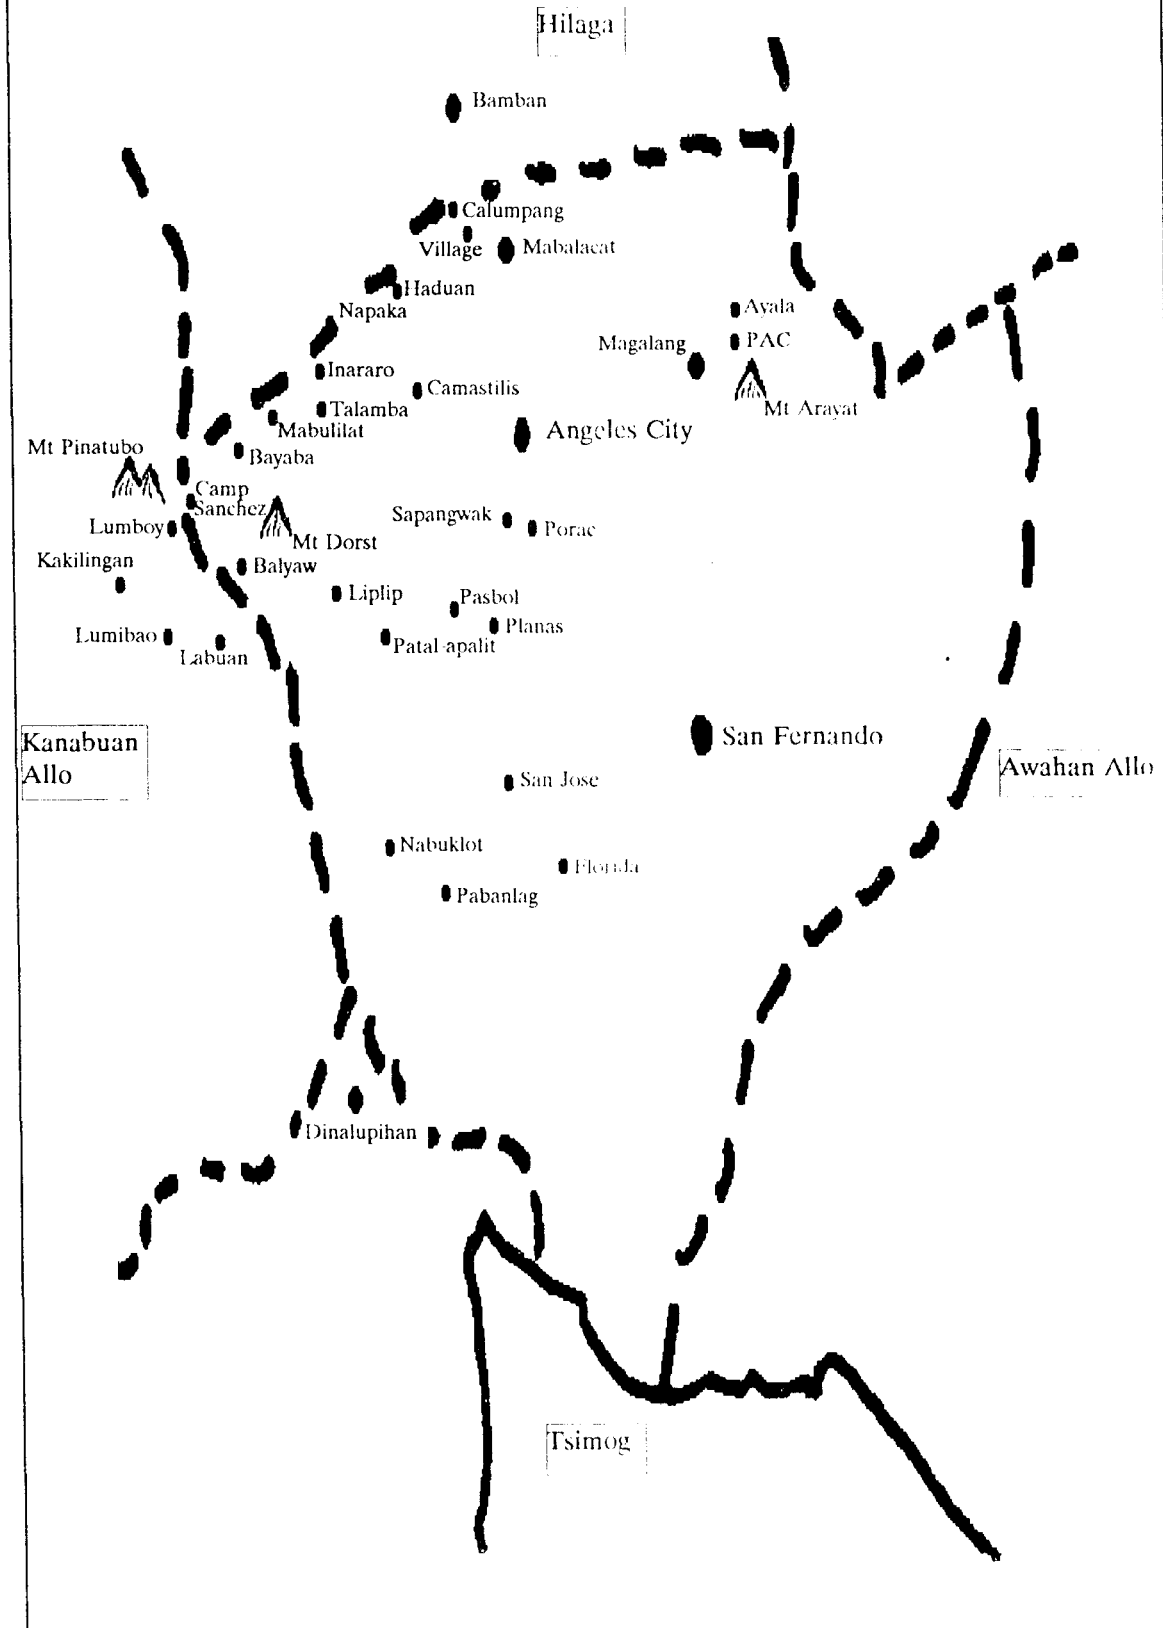 Hilaga
Bamban
Calumpang
Village
Mabalacat
Haduan
Napaka
Ayala
Magalang
PAC
Inararo
Camastilis
Talamba
Mt Arayat
Mabulilat
Angeles City
Mt Pinatubo
Bayaba
Camp
Sanchez
Lumboy
Sapangwak
Porac
Mt Dorst
Kakilingan
Balyaw
Liplip
Pasbol
Planas
Lumibao
Patal-apalit
Labuan
Kanabuan
Allo
San Fernando
Awahan Allo
San Jose
Nabuklot
Florida
Pabanlag
Dinalupihan
Tsimog